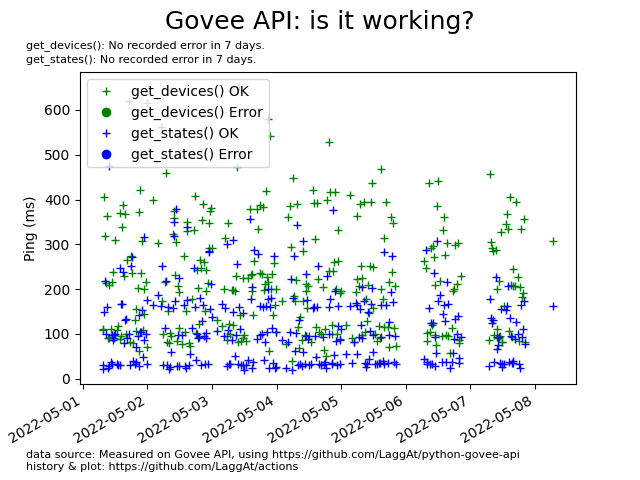 Govee API: is it working?
get_devices(): No recorded error in 7 days.
get_states(): No recorded error in 7 days.
get_devices() OK
get_devices() Error
get_states() OK
get_states() Error
Ping (ms)
600
500
400
300
200
100
0
2022-05-01
2022-05-02
2022-05-03
2022-05-04
2022-05-05
2022-05-06
2022-05-07
2022-05-08
data source: Measured on Govee API, using https://github.com/LaggAt/python-govee-api
history & plot: https://github.com/LaggAt/actions